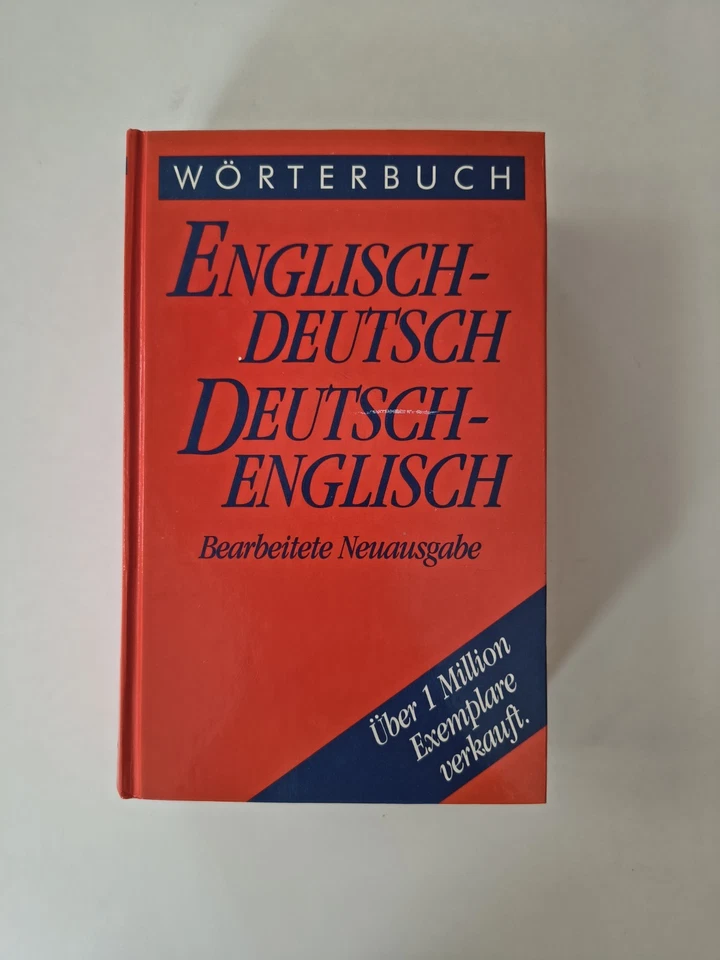 WÖRTERBUCH
ENGLISCH-
DEUTSCH
DEUTSCH-
ENGLISCH
Bearbeitete Neuausgabe
Über 1 Million
Exemplare
verkauft.